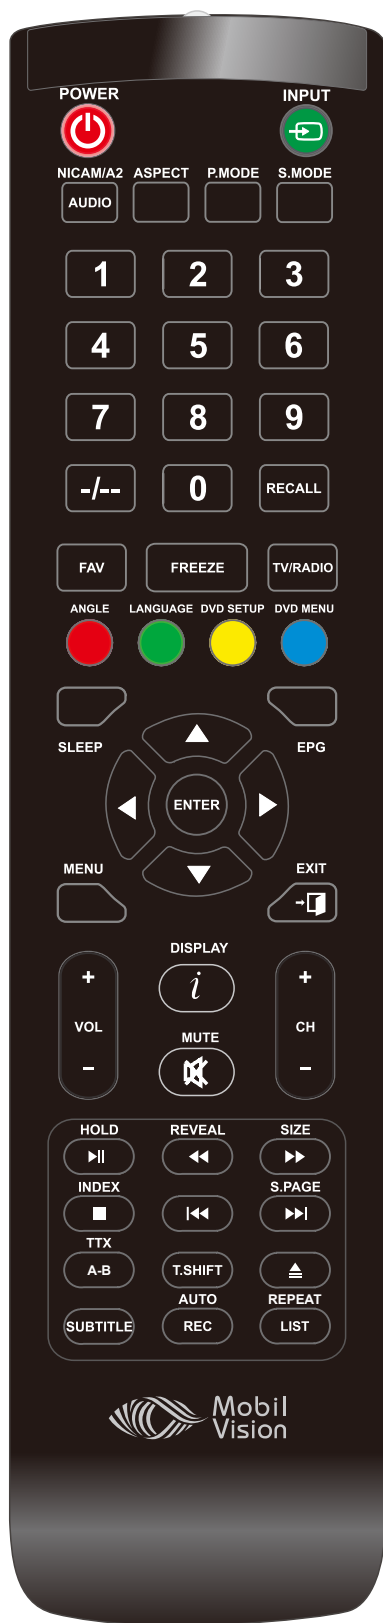 POWER INPUT
NICAM/A2 ASPECT P.MODE S.MODE
AUDIO
1 2 3
4 5 6
7 8 9
-/-- 0 RECALL
FAV FREEZE TV/RADIO
ANGLE LANGUAGE DVD SETUP DVD MENU
SLEEP EPG
ENTER
MENU EXIT
DISPLAY
i
+ +
VOL CH
MUTE
- -
HOLD REVEAL SIZE
INDEX S.PAGE
TTX
A-B T.SHIFT
AUTO REPEAT
SUBTITLE REC LIST
Mobil
Vision